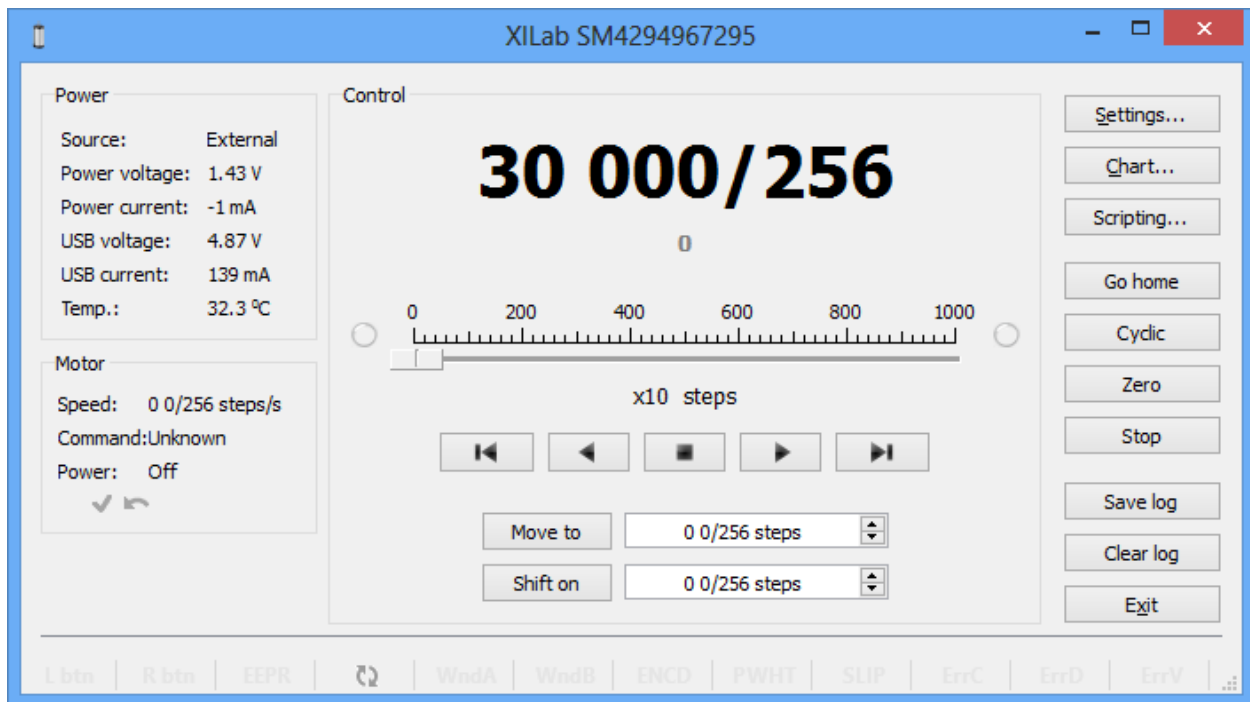 XILab SM4294967295
Power
Source: External
Power voltage: 1.43 V
Power current: -1 mA
USB voltage: 4.87 V
USB current: 139 mA
Temp.: 32.3 ºC
Motor
Speed: 0 0/256 steps/s
Command:Unknown
Power: Off
Control
30 000/256
0
0 200 400 600 800 1000
x10 steps
Move to 0 0/256 steps
Shift on 0 0/256 steps
Settings...
Chart...
Scripting...
Go home
Cyclic
Zero
Stop
Save log
Clear log
Exit
L btn R btn EEPR WndA WndB ENCD PWHT SLIP ErrC ErrD ErrV